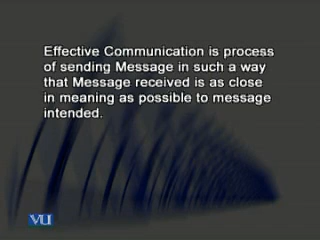 Effective Communication is process
of sending Message in such a way
that Message received is as close
in meaning as possible to message
intended.
VU